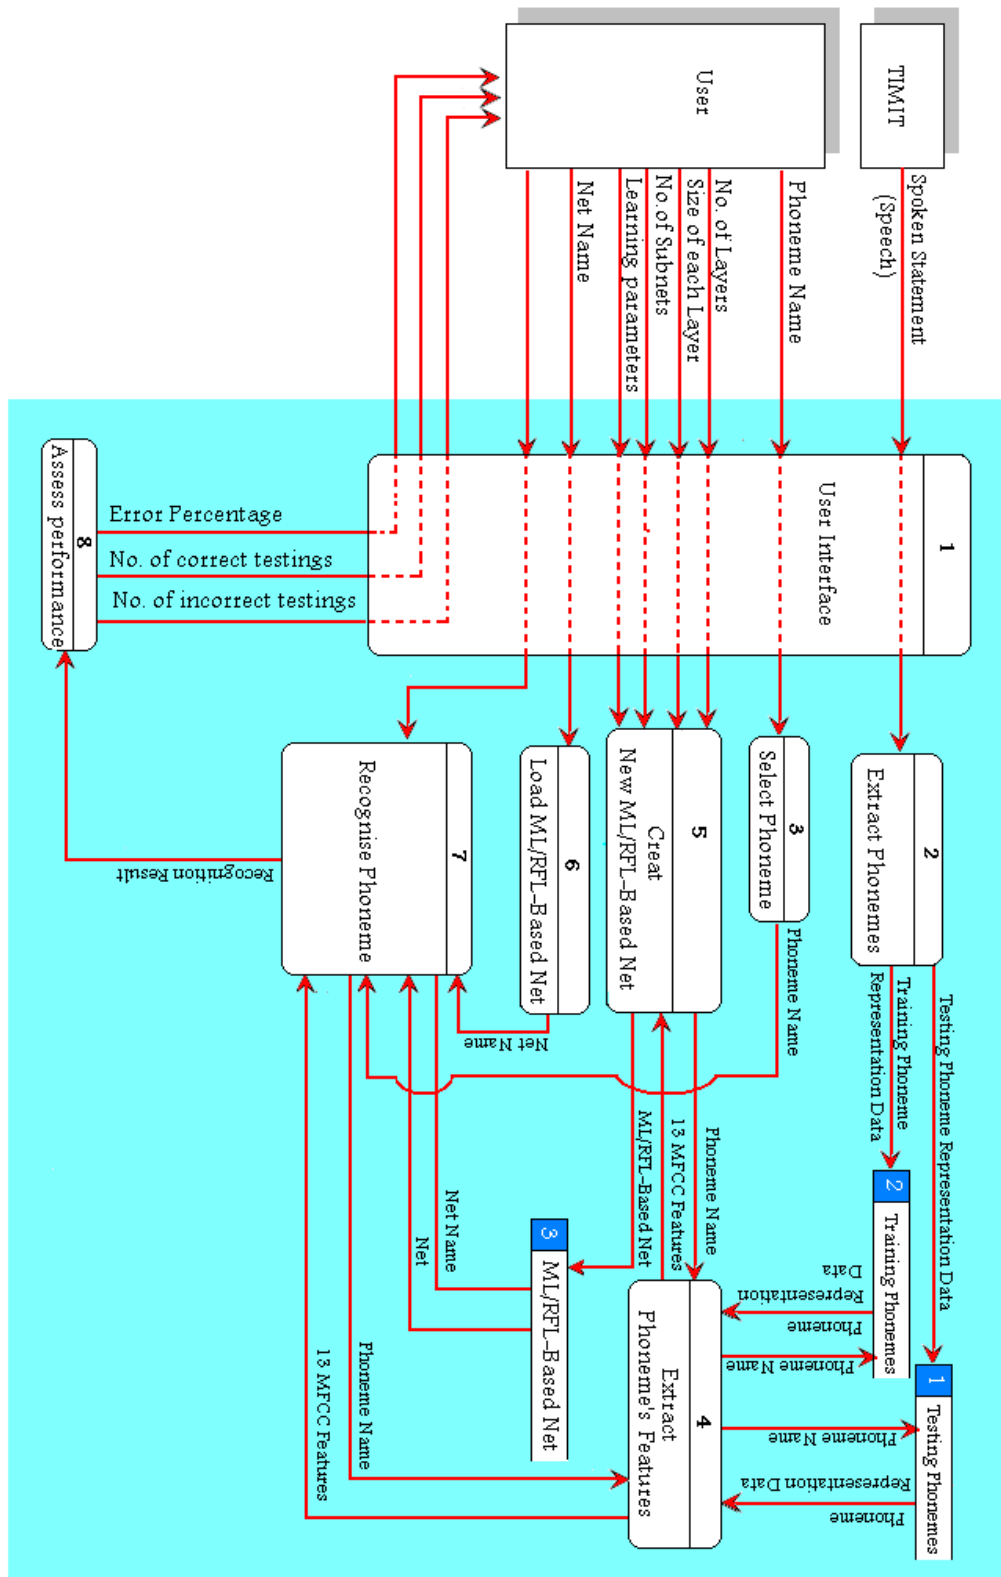 TIMIT
User
Spoken Statement
(Speech)
Phoneme Name
No. of Layers
Size of each Layer
No.of Subnets
Learning parameters
Net Name
1
User Interface
8
Assess performance
Error Percentage
No. of correct testings
No. of incorrect testings
2
Extract Phonemes
3
Select Phoneme
5
Creat
New ML/RFL-Based Net
6
Load ML/RFL-Based Net
7
Recognise Phoneme
Recognition Result
Testing Phoneme Representation Data
Training Phoneme
Representation Data
Phoneme Name
Net Name
Phoneme Name
13 MFCC Features
ML/RFL-Based Net
2
Training Phonemes
1
Testing Phonemes
3
ML/RFL-Based Net
Net Name
Net
Phoneme
Representation
Data
Phoneme Name
4
Extract
Phoneme's Features
Phoneme Name
Phoneme
Representation Data
Phoneme Name
13 MFCC Features